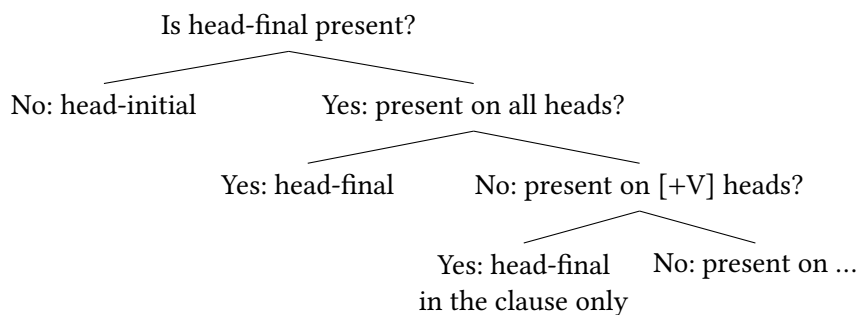 Is head-final present?
No: head-initial
Yes: present on all heads?
Yes: head-final
No: present on [+V] heads?
Yes: head-final
in the clause only
No: present on …